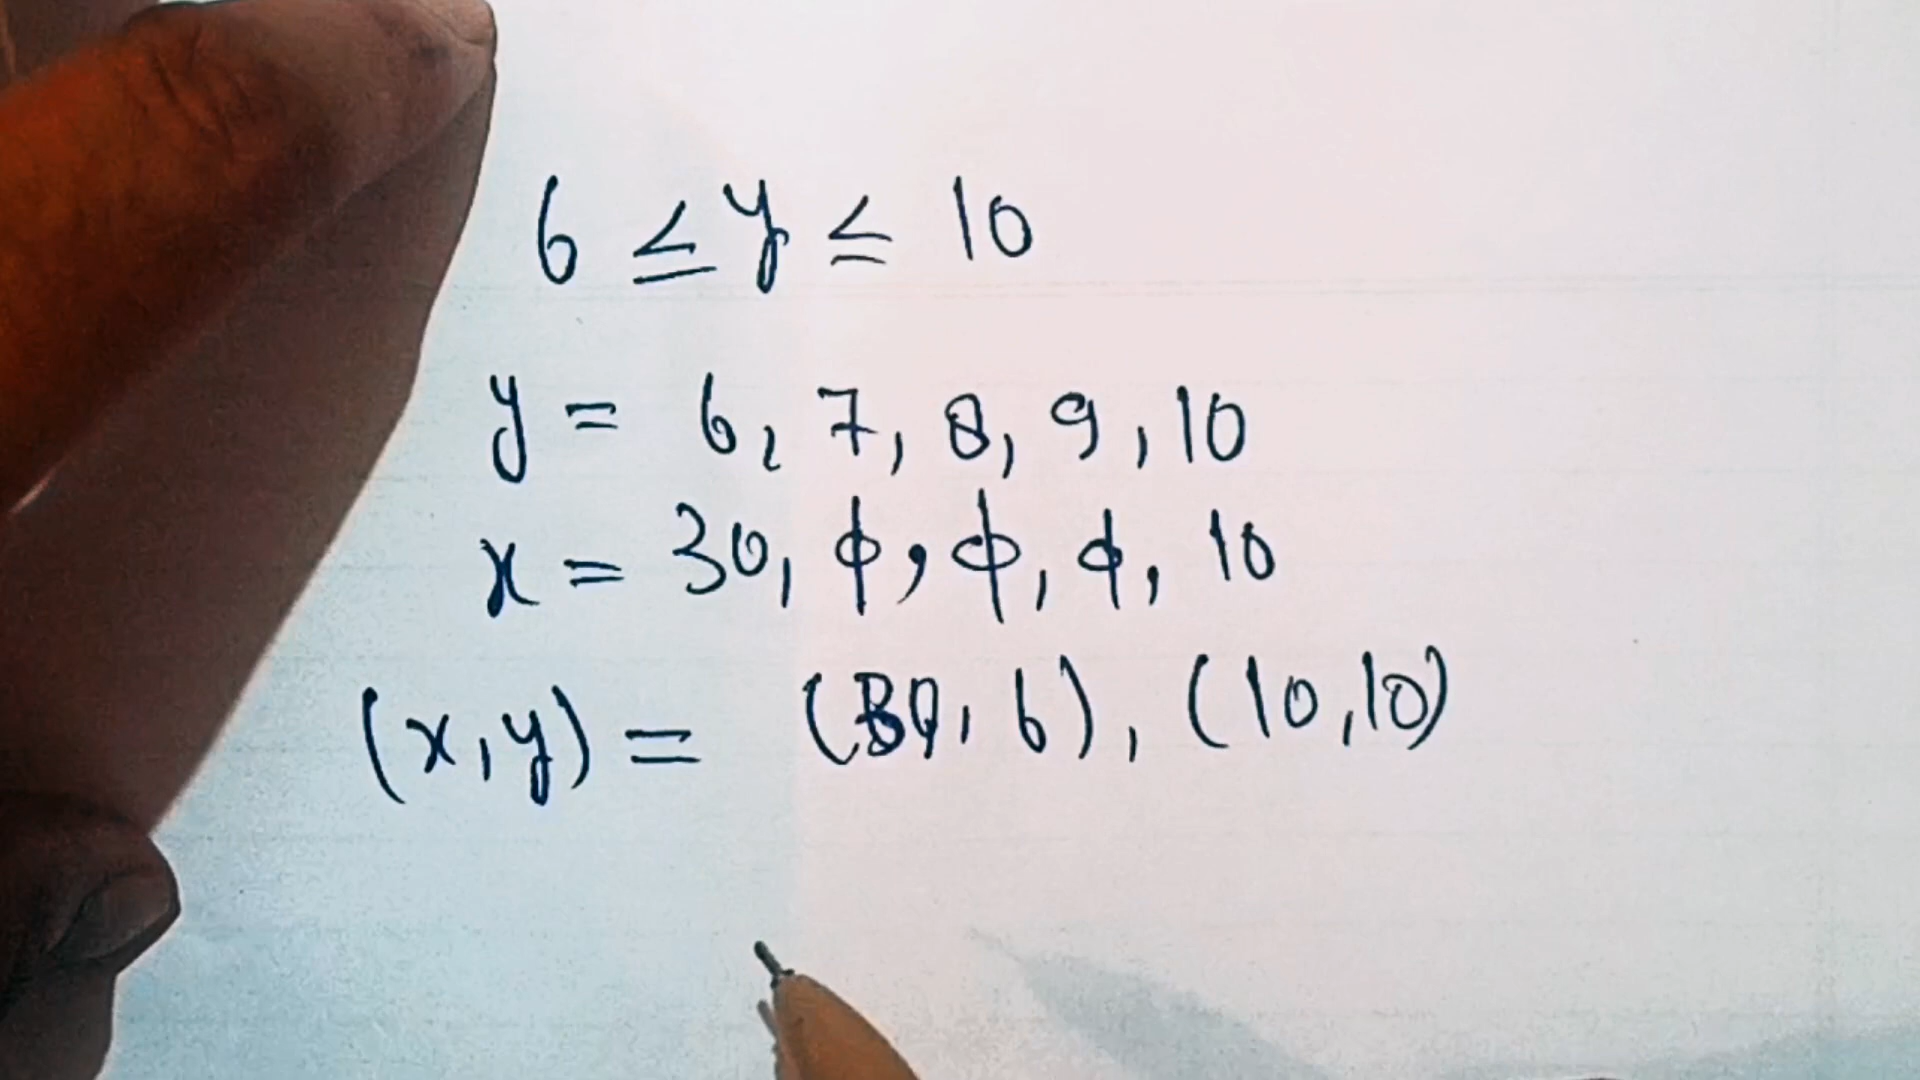 6 ≤ y ≤ 10
y = 6, 7, 8, 9, 10
x = 30, ϕ, ϕ, ϕ, 10
(x,y) = (30, 6), (10,10)